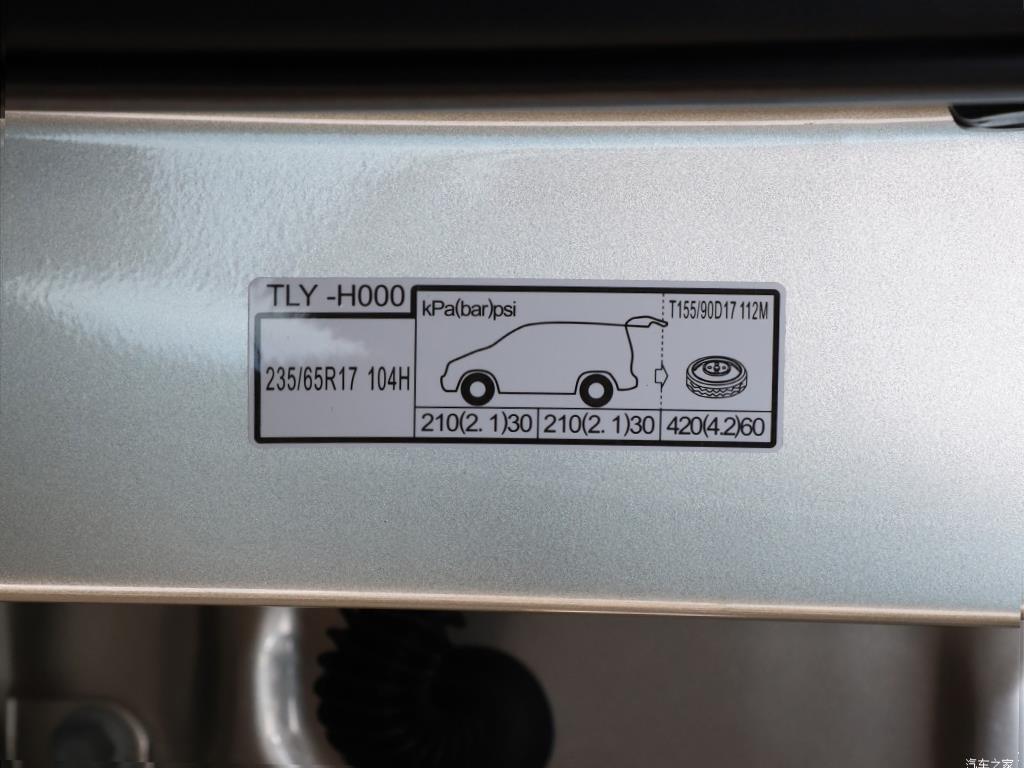 TLY -H000
kPa(bar)psi
T155/90D17 112M
235/65R17 104H
210(2. 1)30
210(2. 1)30
420(4.2)60
汽车之家